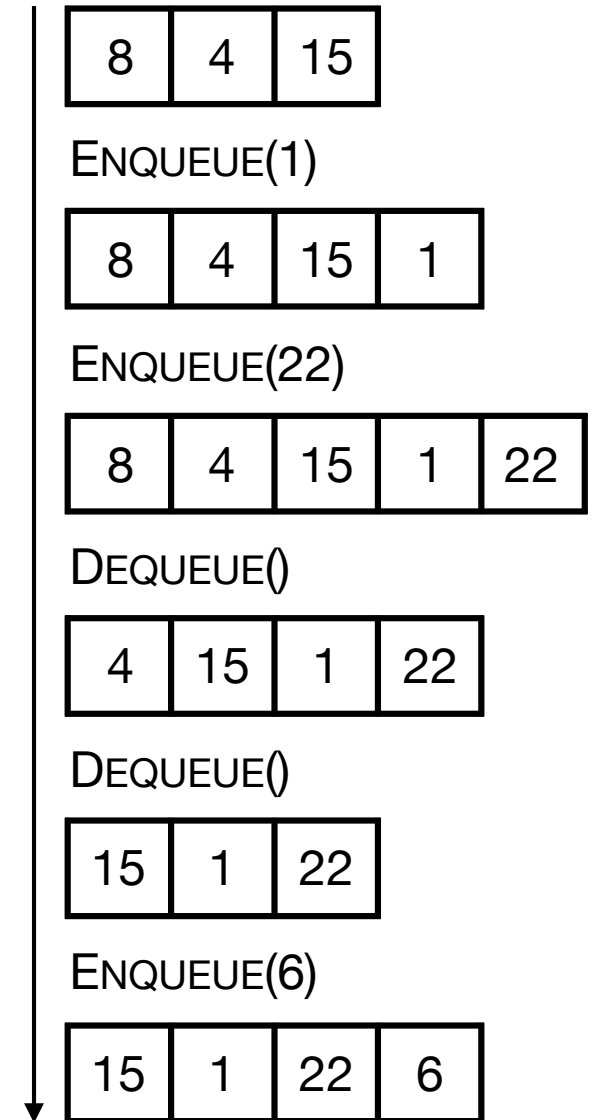 8 4 15
ENQUEUE(1)
8 4 15 1
ENQUEUE(22)
8 4 15 1 22
DEQUEUE()
4 15 1 22
DEQUEUE()
15 1 22
ENQUEUE(6)
15 1 22 6